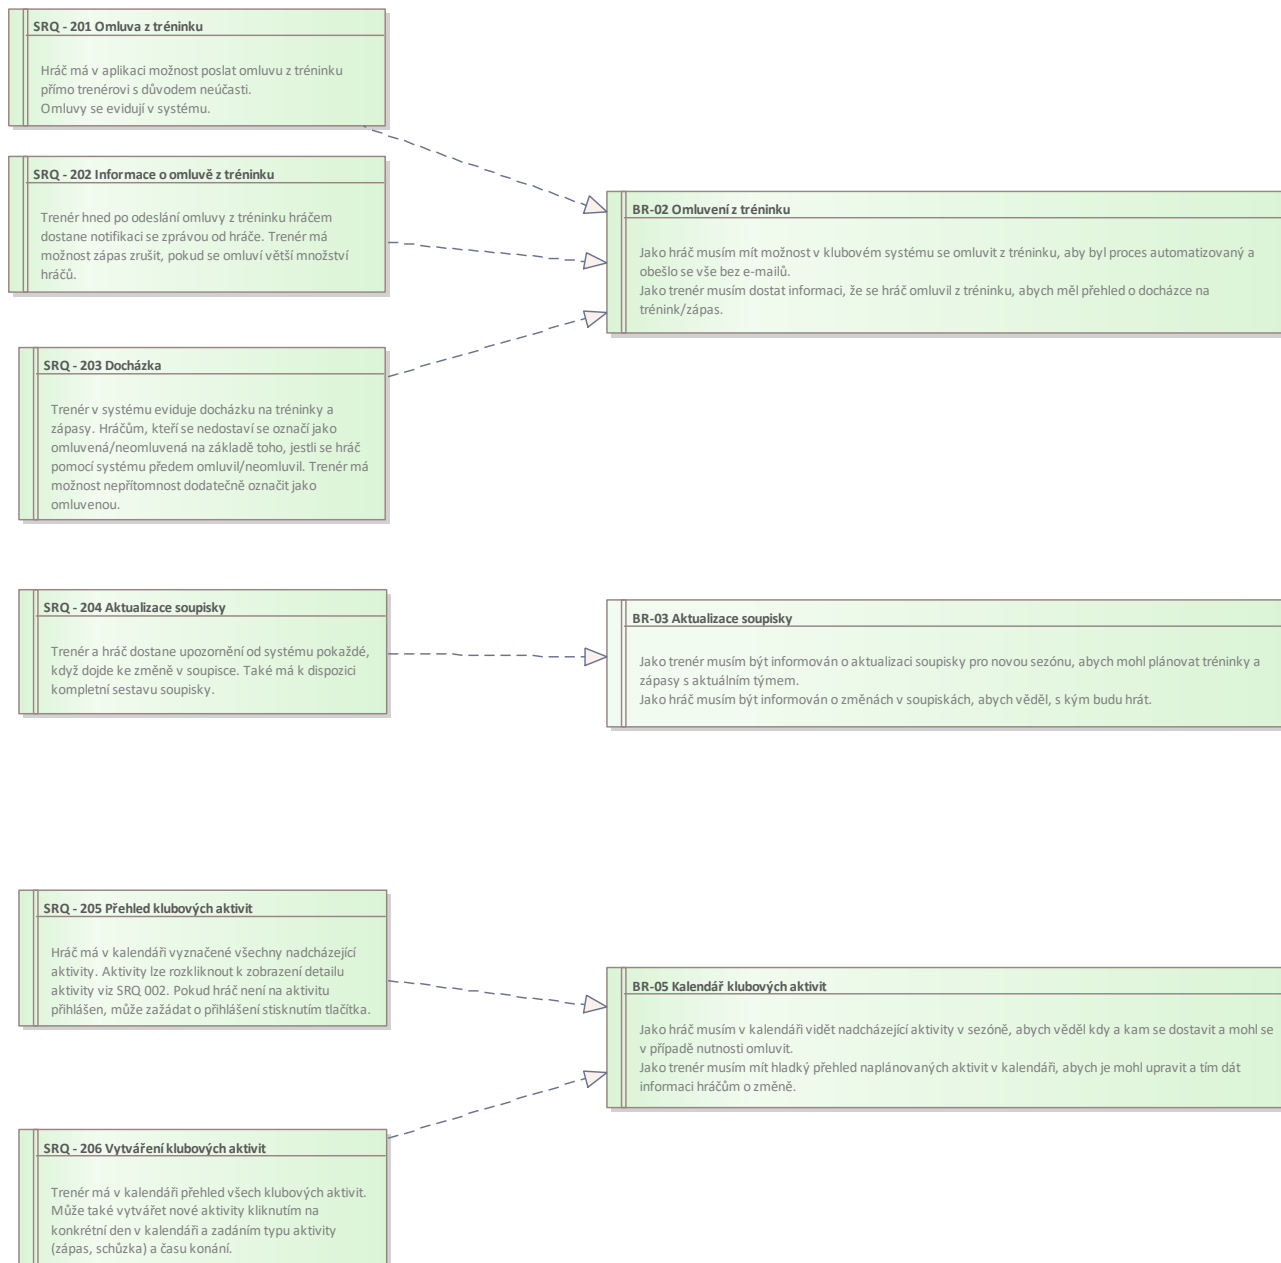 SRQ - 201 Omluva z tréninku
Hráč má v aplikaci možnost poslat omluvu z tréninku
přímo trenérovi s důvodem neúčasti.
Omluvy se evidují v systému.
SRQ - 202 Informace o omluvě z tréninku
Trenér hned po odeslání omluvy z tréninku hráčem
dostane notifikaci se zprávou od hráče. Trenér má
možnost zápas zrušit, pokud se omluví větší množství
hráčů.
BR-02 Omluvení z tréninku
Jako hráč musím mít možnost v klubovém systému se omluvit z tréninku, aby byl proces automatizovaný a
obešlo se vše bez e-mailů.
Jako trenér musím dostat informaci, že se hráč omluvil z tréninku, abych měl přehled o docházce na
trénink/zápas.
SRQ - 203 Docházka
Trenér v systému eviduje docházku na tréninky a
zápasy. Hráčům, kteří se nedostaví se označí jako
omluvená/neomluvená na základě toho, jestli se hráč
pomocí systému předem omluvil/neomluvil. Trenér má
možnost nepřítomnost dodatečně označit jako
omluvenou.
SRQ - 204 Aktualizace soupisky
Trenér a hráč dostane upozornění od systému pokaždé,
když dojde ke změně v soupisce. Také má k dispozici
kompletní sestavu soupisky.
BR-03 Aktualizace soupisky
Jako trenér musím být informován o aktualizaci soupisky pro novou sezónu, abych mohl plánovat tréninky a
zápasy s aktuálním týmem.
Jako hráč musím být informován o změnách v soupiskách, abych věděl, s kým budu hrát.
SRQ - 205 Přehled klubových aktivit
Hráč má v kalendáři vyznačené všechny nadcházející
aktivity. Aktivity lze rozkliknout k zobrazení detailu
aktivity viz SRQ 002. Pokud hráč není na aktivitu
přihlášen, může zažádat o přihlášení stisknutím tlačítka.
BR-05 Kalendář klubových aktivit
Jako hráč musím v kalendáři vidět nadcházející aktivity v sezóně, abych věděl kdy a kam se dostavit a mohl se
v případě nutnosti omluvit.
Jako trenér musím mít hladký přehled naplánovaných aktivit v kalendáři, abych je mohl upravit a tím dát
informaci hráčům o změně.
SRQ - 206 Vytváření klubových aktivit
Trenér má v kalendáři přehled všech klubových aktivit.
Může také vytvářet nové aktivity kliknutím na
konkrétní den v kalendáři a zadáním typu aktivity
(zápas, schůzka) a času konání.